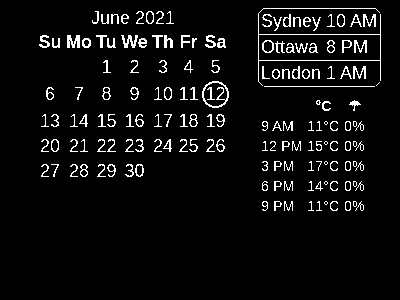 June 2021
Su Mo Tu We Th Fr Sa
1 2 3 4 5
6 7 8 9 10 11 12
13 14 15 16 17 18 19
20 21 22 23 24 25 26
27 28 29 30
Sydney 10 AM
Ottawa 8 PM
London 1 AM
°C ☂
9 AM 11°C 0%
12 PM 15°C 0%
3 PM 17°C 0%
6 PM 14°C 0%
9 PM 11°C 0%